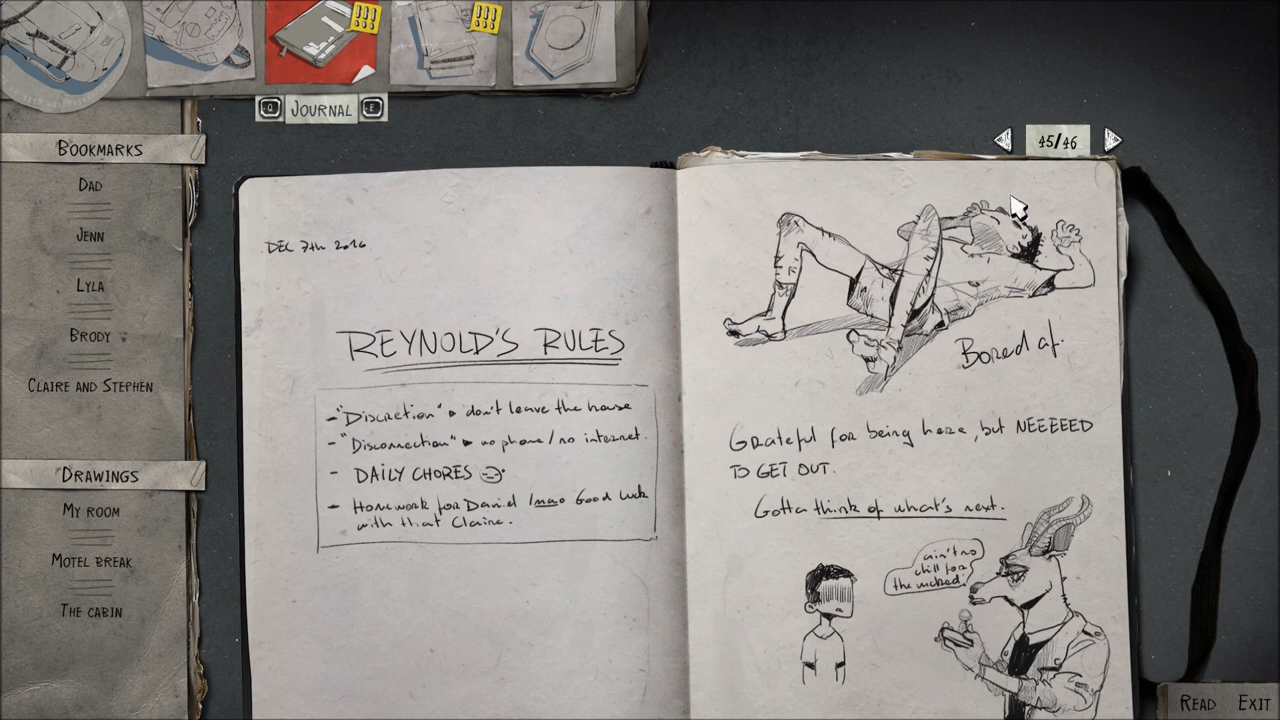 Q JOURNAL E
BOOKMARKS
DAD
JENN
LYLA
BRODY
CLAIRE AND STEPHEN
DRAWINGS
MY ROOM
MOTEL BREAK
THE CABIN
45/46
DEC 7th 2016
REYNOLD'S RULES
- "Discretion" ▸ don't leave the house
- "Disconnection" ▸ no phone/no internet.
- DAILY CHORES
- Homework for David lmao Good luck
with that Claire.
Bored af.
Grateful for being here, but NEEEEED
TO GET OUT.
Gotta think of what's next.
ain't no
chill for
the wicked!
READ EXIT